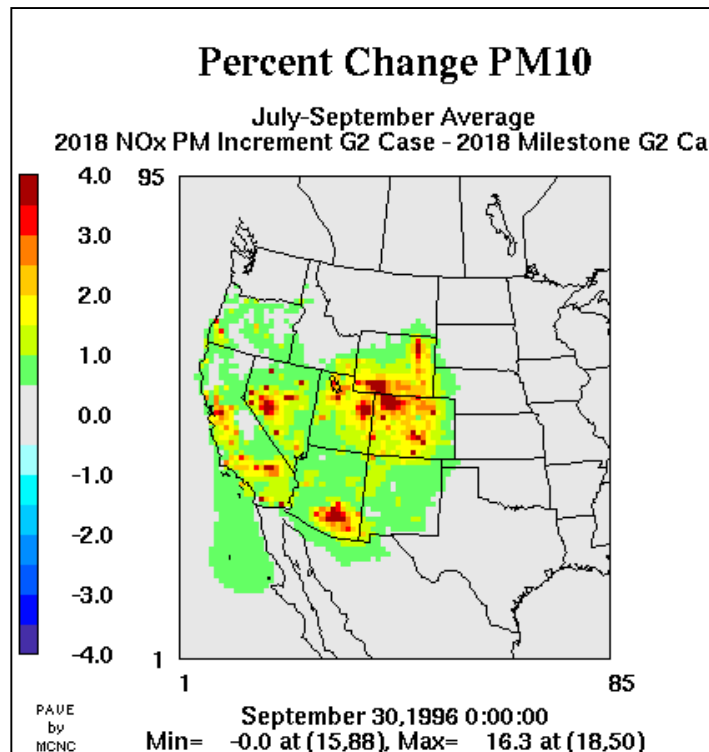 Percent Change PM10
July-September Average
2018 NOx PM Increment G2 Case - 2018 Milestone G2 Ca
4.0
3.0
2.0
1.0
0.0
-1.0
-2.0
-3.0
-4.0
95
1
1
85
PAVE
by
MCNC
September 30,1996 0:00:00
Min= -0.0 at (15,88), Max= 16.3 at (18,50)